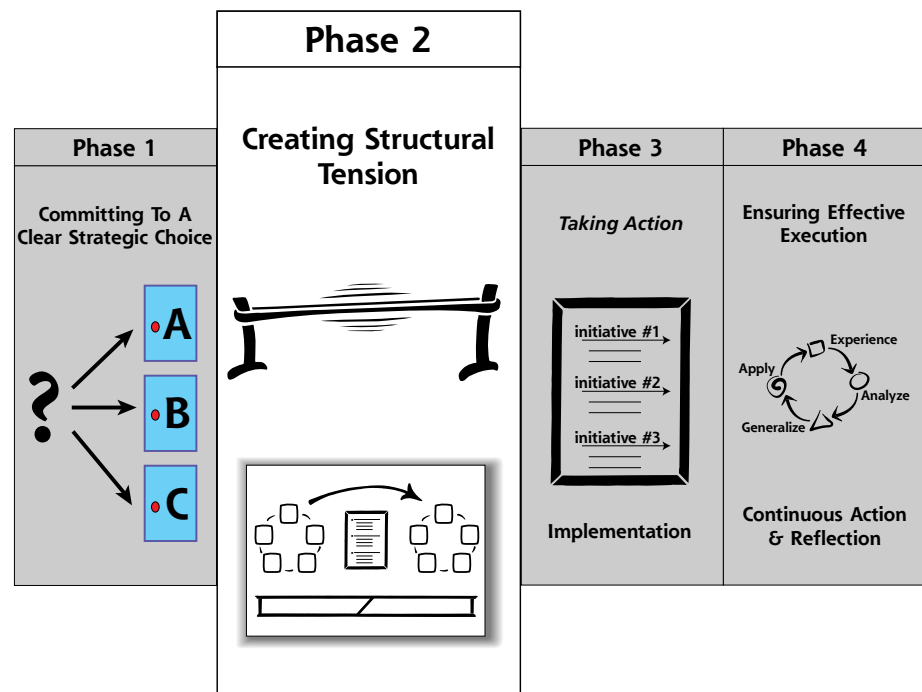 Phase 1
Committing To A
Clear Strategic Choice
?
A
B
C
Phase 2
Creating Structural
Tension
Phase 3
Taking Action
initiative #1
initiative #2
initiative #3
Implementation
Phase 4
Ensuring Effective
Execution
Experience
Apply
Analyze
Generalize
Continuous Action
& Reflection